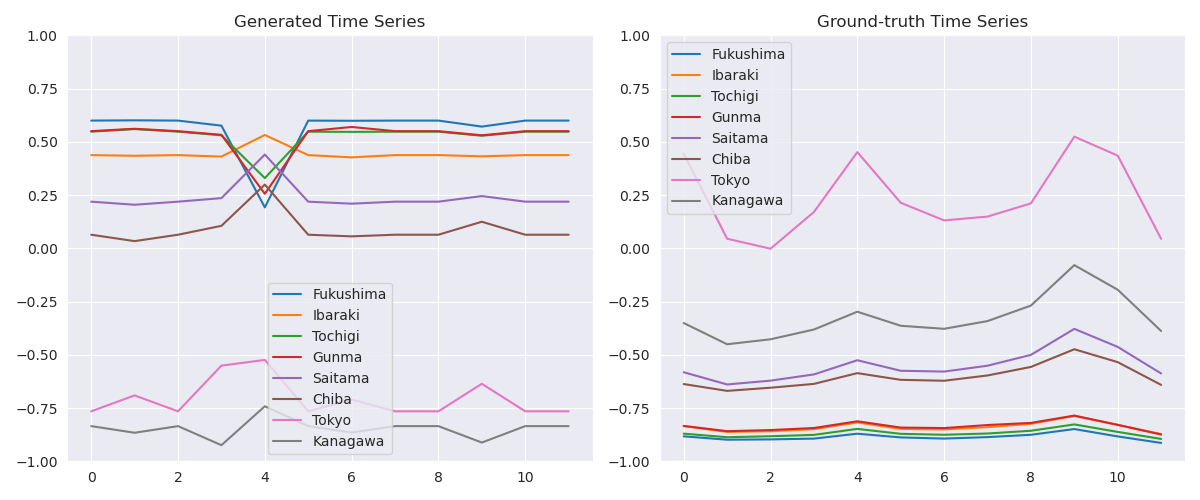 Generated Time Series
1.00
0.75
0.50
0.25
0.00
−0.25
−0.50
−0.75
−1.00
0 2 4 6 8 10
Fukushima
Ibaraki
Tochigi
Gunma
Saitama
Chiba
Tokyo
Kanagawa
Ground-truth Time Series
1.00
0.75
0.50
0.25
0.00
−0.25
−0.50
−0.75
−1.00
0 2 4 6 8 10
Fukushima
Ibaraki
Tochigi
Gunma
Saitama
Chiba
Tokyo
Kanagawa